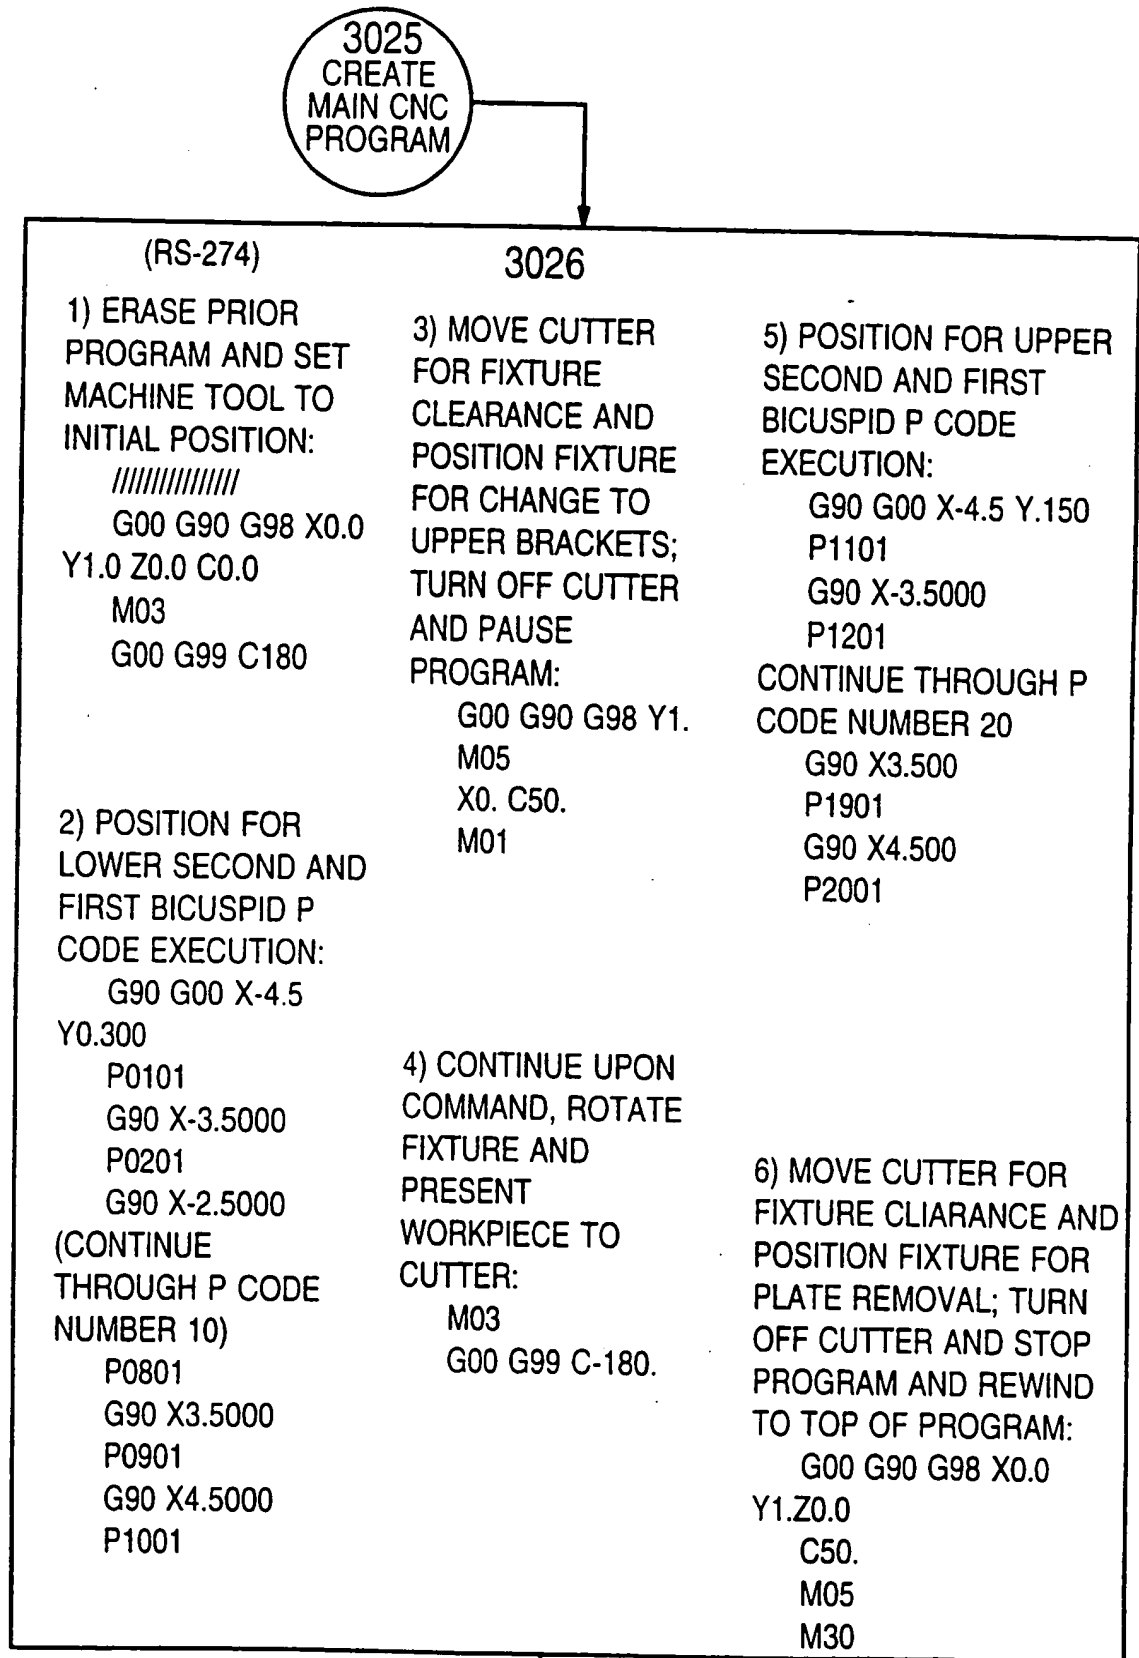 3025
CREATE
MAIN CNC
PROGRAM
(RS-274)
3026
1) ERASE PRIOR
PROGRAM AND SET
MACHINE TOOL TO
INITIAL POSITION:
////////////////
G00 G90 G98 X0.0
Y1.0 Z0.0 C0.0
M03
G00 G99 C180
2) POSITION FOR
LOWER SECOND AND
FIRST BICUSPID P
CODE EXECUTION:
G90 G00 X-4.5
Y0.300
P0101
G90 X-3.5000
P0201
G90 X-2.5000
(CONTINUE
THROUGH P CODE
NUMBER 10)
P0801
G90 X3.5000
P0901
G90 X4.5000
P1001
3) MOVE CUTTER
FOR FIXTURE
CLEARANCE AND
POSITION FIXTURE
FOR CHANGE TO
UPPER BRACKETS;
TURN OFF CUTTER
AND PAUSE
PROGRAM:
G00 G90 G98 Y1.
M05
X0. C50.
M01
4) CONTINUE UPON
COMMAND, ROTATE
FIXTURE AND
PRESENT
WORKPIECE TO
CUTTER:
M03
G00 G99 C-180.
5) POSITION FOR UPPER
SECOND AND FIRST
BICUSPID P CODE
EXECUTION:
G90 G00 X-4.5 Y.150
P1101
G90 X-3.5000
P1201
CONTINUE THROUGH P
CODE NUMBER 20
G90 X3.500
P1901
G90 X4.500
P2001
6) MOVE CUTTER FOR
FIXTURE CLIARANCE AND
POSITION FIXTURE FOR
PLATE REMOVAL; TURN
OFF CUTTER AND STOP
PROGRAM AND REWIND
TO TOP OF PROGRAM:
G00 G90 G98 X0.0
Y1.Z0.0
C50.
M05
M30